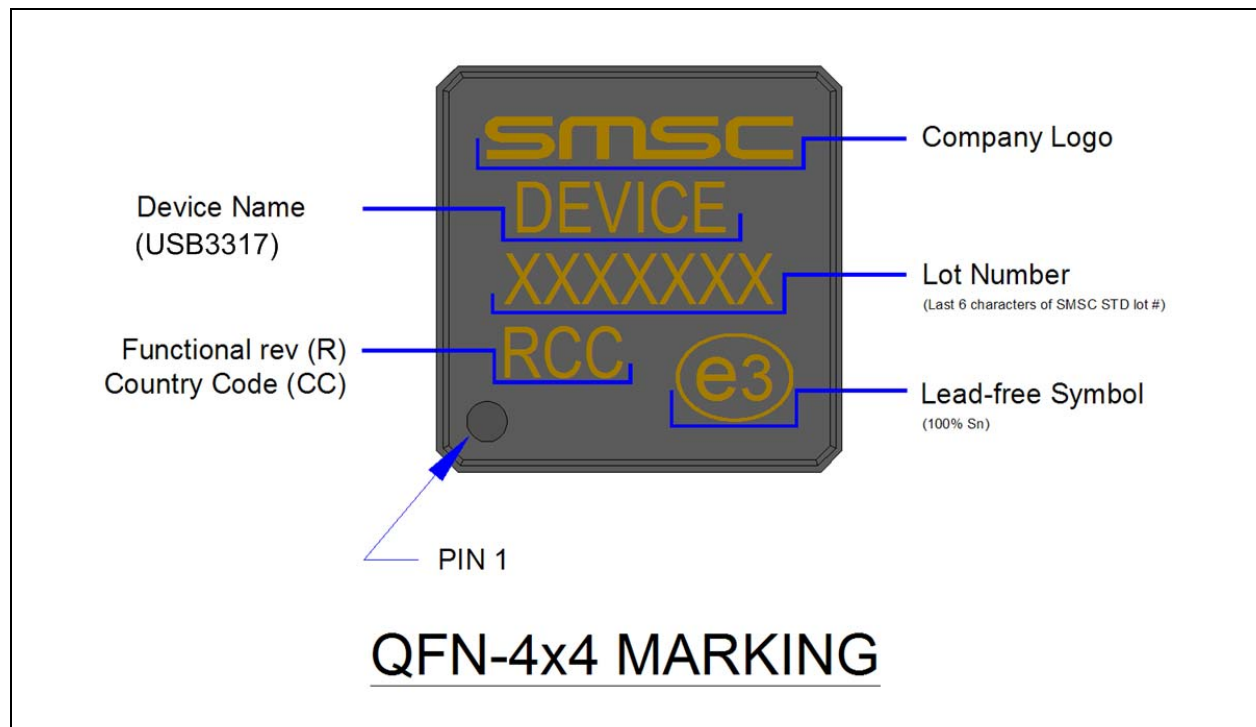 smsc
Company Logo
Device Name
(USB3317)
DEVICE
XXXXXXX
Lot Number
(Last 6 characters of SMSC STD lot #)
Functional rev (R)
Country Code (CC)
RCC
e3
Lead-free Symbol
(100% Sn)
PIN 1
QFN-4x4 MARKING